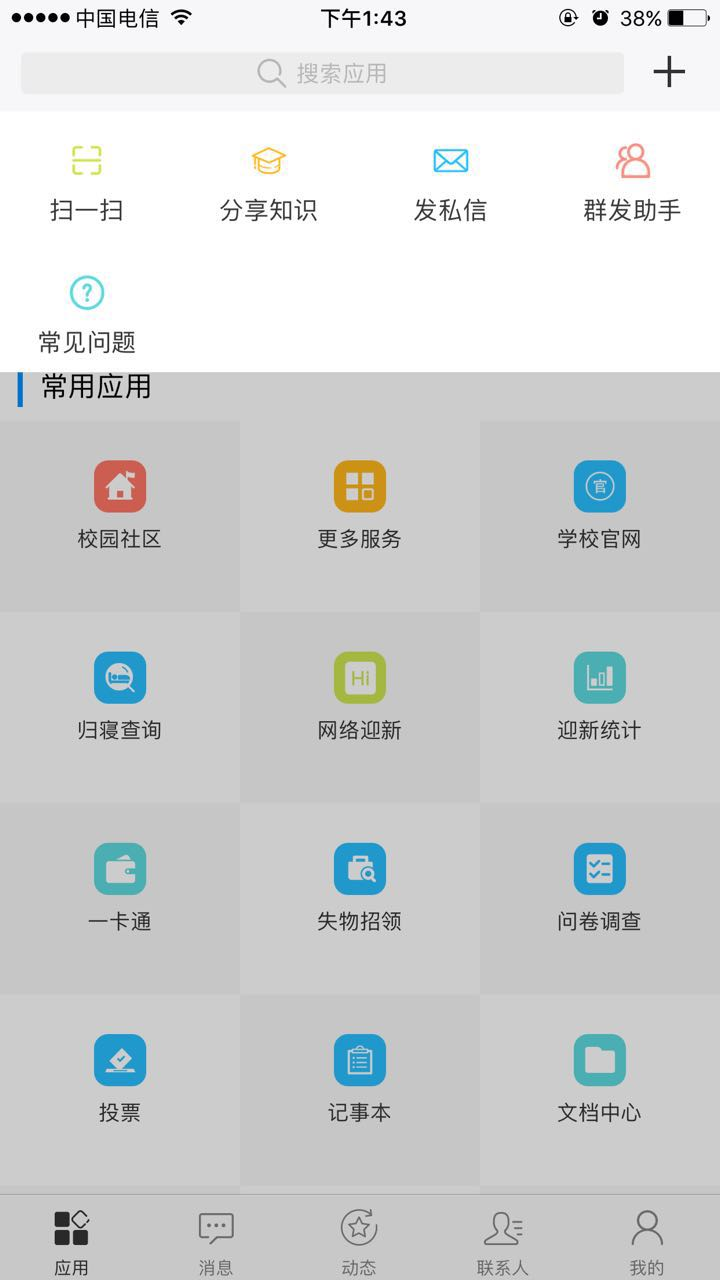 中国电信 下午1:43 38%
搜索应用
扫一扫 分享知识 发私信 群发助手
常见问题
常用应用
官
校园社区 更多服务 学校官网
Hi
归寝查询 网络迎新 迎新统计
一卡通 失物招领 问卷调查
投票 记事本 文档中心
应用 消息 动态 联系人 我的